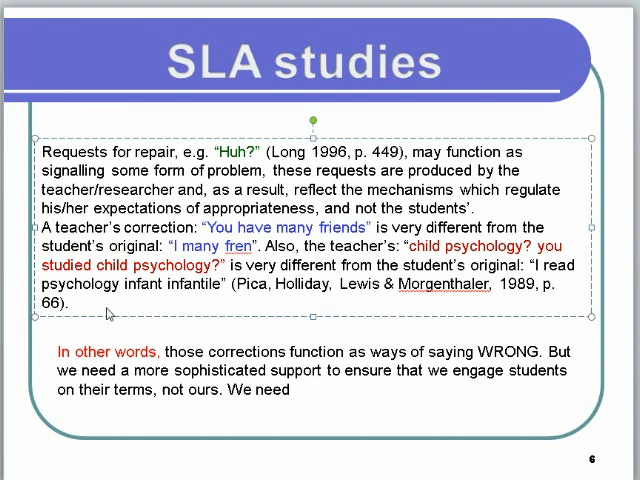 SLA studies
Requests for repair, e.g. “Huh?” (Long 1996, p. 449), may function as
signalling some form of problem, these requests are produced by the
teacher/researcher and, as a result, reflect the mechanisms which regulate
his/her expectations of appropriateness, and not the students’.
A teacher’s correction: “You have many friends” is very different from the
student’s original: “I many fren”. Also, the teacher’s: “child psychology? you
studied child psychology?” is very different from the student’s original: “I read
psychology infant infantile” (Pica, Holliday, Lewis & Morgenthaler, 1989, p.
66).
In other words, those corrections function as ways of saying WRONG. But
we need a more sophisticated support to ensure that we engage students
on their terms, not ours. We need
6